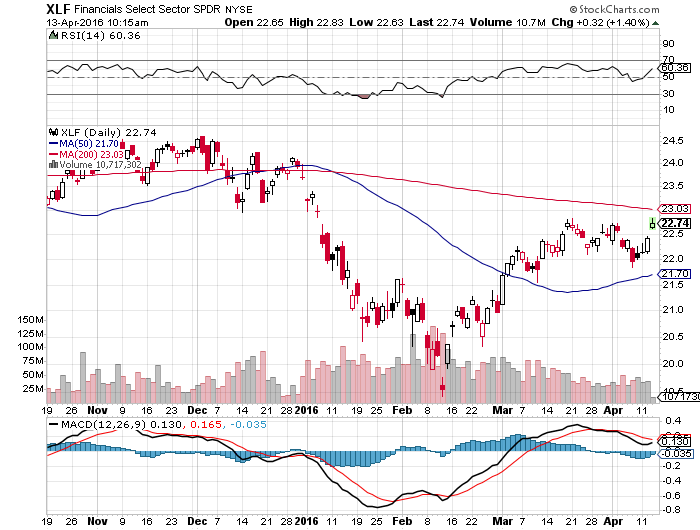 XLF Financials Select Sector SPDR NYSE © StockCharts.com
13-Apr-2016 10:15am Open 22.65 High 22.83 Low 22.63 Last 22.74 Volume 10.7M Chg +0.32 (+1.40%)
RSI(14) 60.36
90
70
60.36
50
30
10
XLF (Daily) 22.74
MA(50) 21.70
MA(200) 23.03
Volume 10,717,302
24.5
24.0
23.5
23.03
22.74
22.5
22.0
21.70
21.5
21.0
20.5
20.0
19.5
150M
125M
100M
75M
50M
25M
1071730
19 26 Nov 9 16 23 Dec 7 14 21 28 2016 11 19 25 Feb 8 16 22 Mar 7 14 21 28 Apr 11
MACD(12,26,9) 0.130, 0.165, -0.035
0.4
0.130
-0.035
-0.2
-0.4
-0.6
-0.8
19 26 Nov 9 16 23 Dec 7 14 21 28 2016 11 19 25 Feb 8 16 22 Mar 7 14 21 28 Apr 11